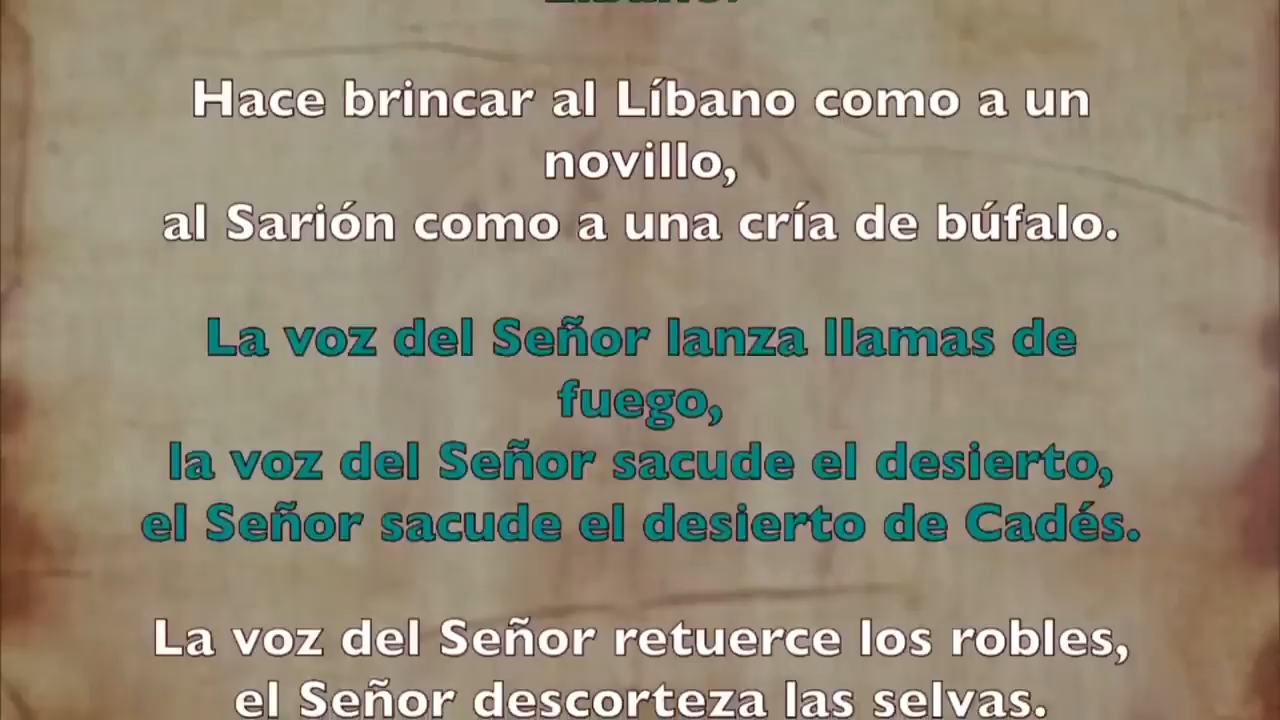 Hace brincar al Líbano como a un
novillo,
al Sarión como a una cría de búfalo.
La voz del Señor lanza llamas de
fuego,
la voz del Señor sacude el desierto,
el Señor sacude el desierto de Cadés.
La voz del Señor retuerce los robles,
el Señor descorteza las selvas.